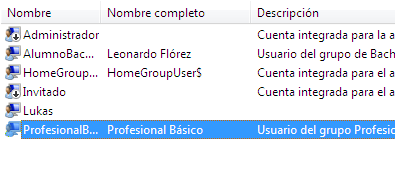 Nombre Nombre completo Descripción
Administrador Cuenta integrada para la a
AlumnoBac... Leonardo Flórez Usuario del grupo de Bach
HomeGroup... HomeGroupUser$ Cuenta integrada para el a
Invitado Cuenta integrada para el a
Lukas
ProfesionalB... Profesional Básico Usuario del grupo Profesic